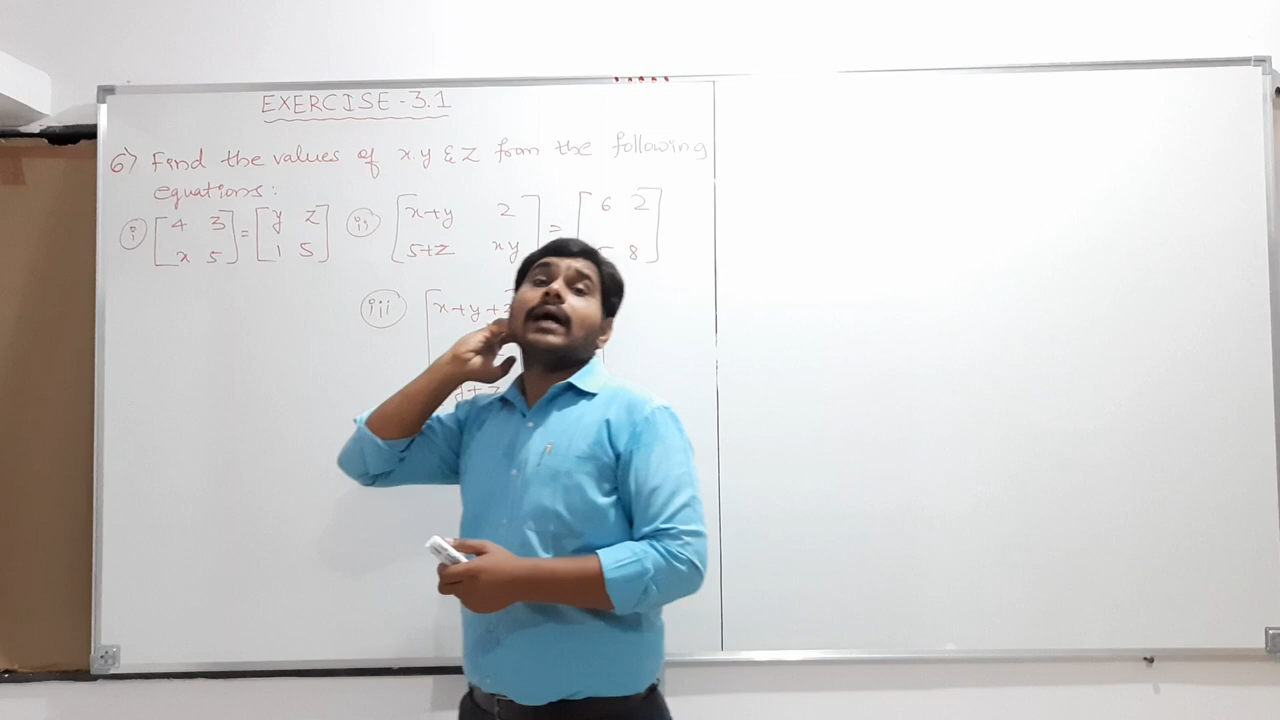 EXERCISE - 3.1
6) Find the values of x, y & z from the following
equations:
(i) [4 3] = [y z] (ii) [x+y 2] = [6 2]
[x 5] [1 5] [5+z xy] [8]
(iii) [x+y+z
y+z